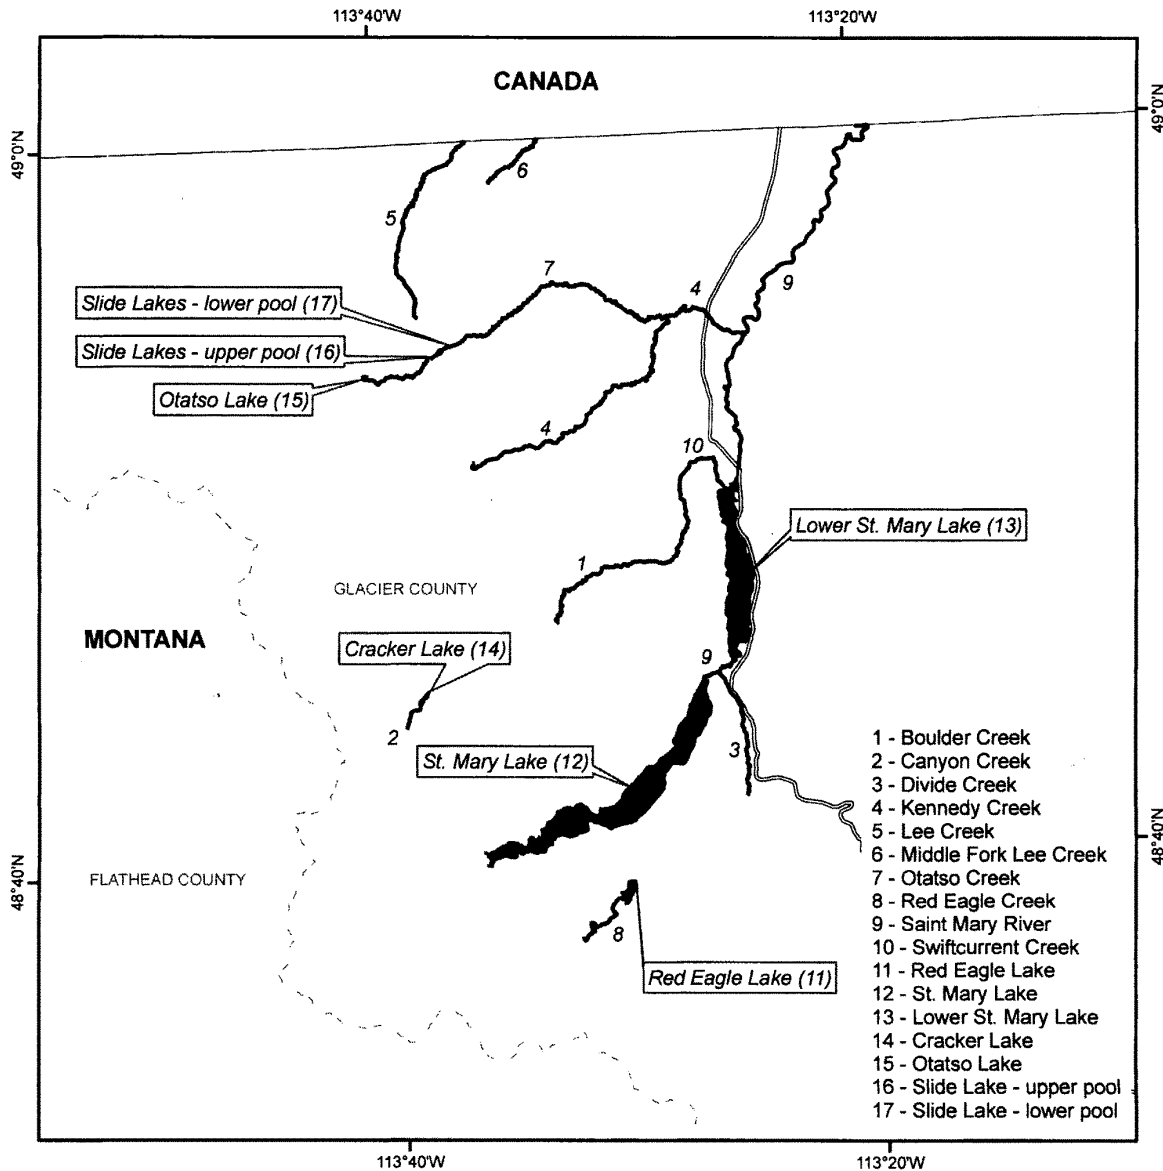 113°40'W
113°20'W
CANADA
49°0'N
49°0'N
6
5
7
9
4
Slide Lakes - lower pool (17)
Slide Lakes - upper pool (16)
Otatso Lake (15)
4
10
Lower St. Mary Lake (13)
1
GLACIER COUNTY
MONTANA
Cracker Lake (14)
9
2
3
St. Mary Lake (12)
1 - Boulder Creek
2 - Canyon Creek
3 - Divide Creek
4 - Kennedy Creek
5 - Lee Creek
6 - Middle Fork Lee Creek
7 - Otatso Creek
8 - Red Eagle Creek
9 - Saint Mary River
10 - Swiftcurrent Creek
11 - Red Eagle Lake
12 - St. Mary Lake
13 - Lower St. Mary Lake
14 - Cracker Lake
15 - Otatso Lake
16 - Slide Lake - upper pool
17 - Slide Lake - lower pool
48°40'N
48°40'N
FLATHEAD COUNTY
8
Red Eagle Lake (11)
113°40'W
113°20'W